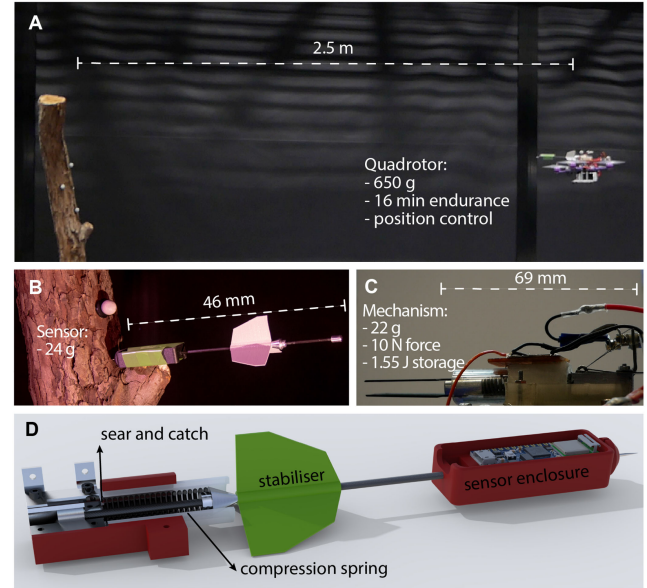 A
2.5 m
Quadrotor:
- 650 g
- 16 min endurance
- position control
B
46 mm
Sensor:
- 24 g
C
69 mm
Mechanism:
- 22 g
- 10 N force
- 1.55 J storage
D
sear and catch
stabiliser
sensor enclosure
compression spring